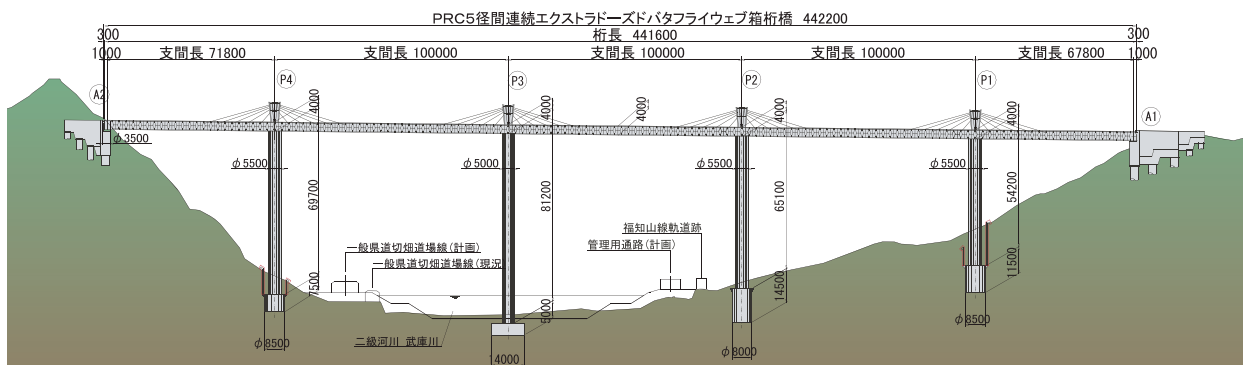 PRC5径間連続エクストラドーズドバタフライウェブ箱桁橋 442200
300 桁長 441600 300
1000 支間長 71800 支間長 100000 支間長 100000 支間長 100000 支間長 67800 1000
A2 P4 P3 P2 P1 A1
4000 4000 4000 4000 4000
φ3500
φ5500 φ5000 φ5500 φ5500
69700 81200 65100 54200
福知山線軌道跡
一般県道切畑道場線(計画) 管理用通路(計画)
一般県道切畑道場線(現況
7500 5000 14500 11500
二級河川 武庫川
φ8500 14000 φ8000 φ8500